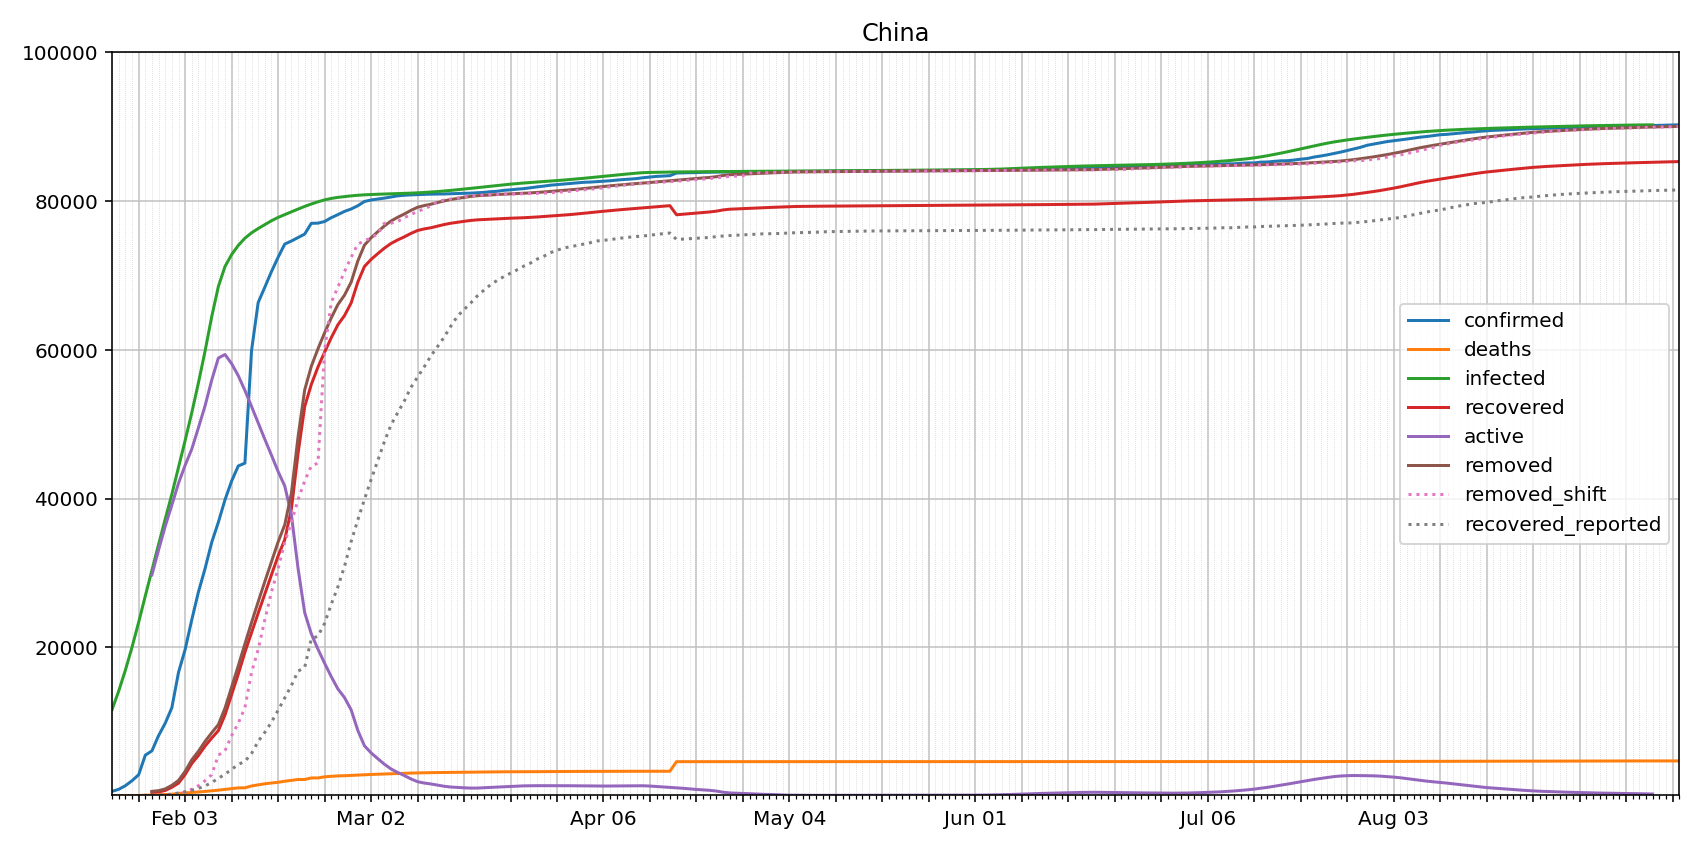 China
100000
80000
60000
40000
20000
Feb 03
Mar 02
Apr 06
May 04
Jun 01
Jul 06
Aug 03
confirmed
deaths
infected
recovered
active
removed
removed_shift
recovered_reported